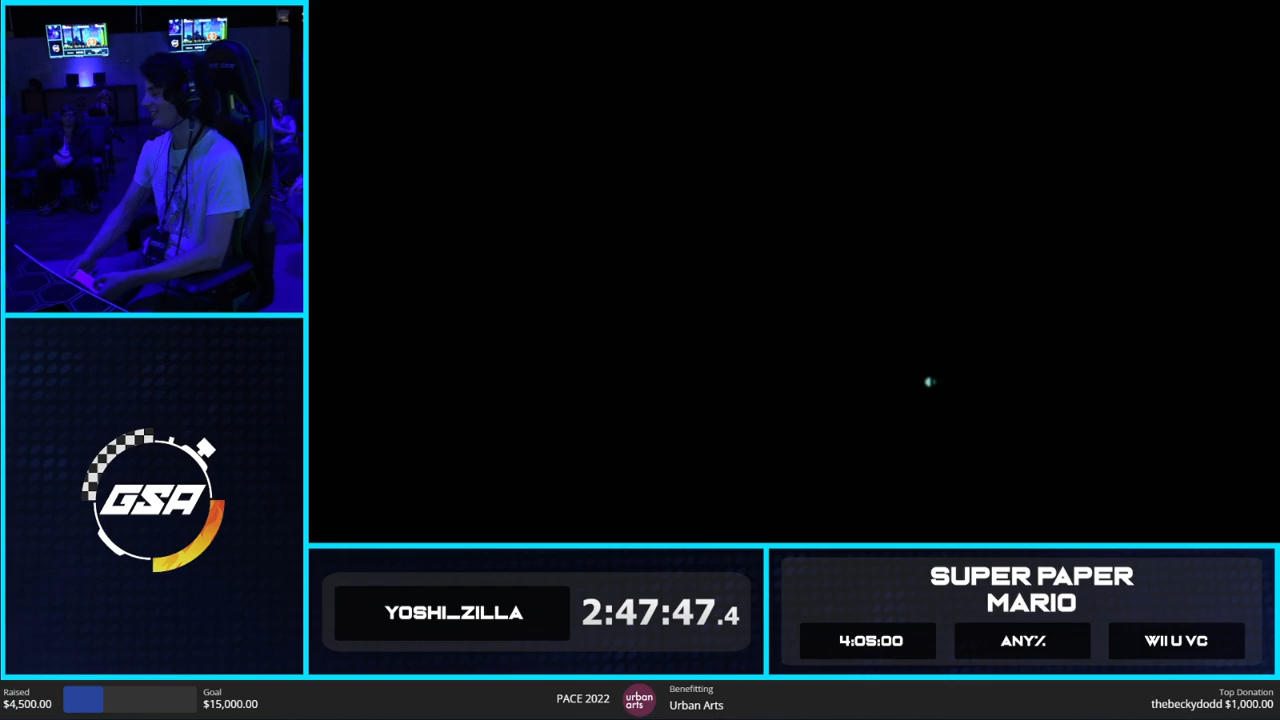 GSA
YOSHI_ZILLA
2:47:47.4
SUPER PAPER
MARIO
4:05:00
ANY%
WII U VC
Raised
$4,500.00
Goal
$15,000.00
PACE 2022
urban
arts
Benefitting
Urban Arts
Top Donation
thebeckydodd $1,000.00